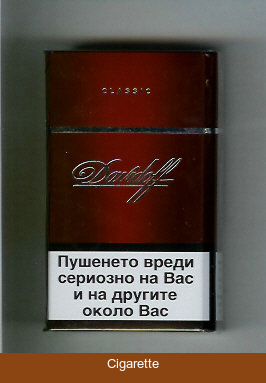 CLASSIC
Davidoff
Пушенето вреди
сериозно на Вас
и на другите
около Вас
Cigarette